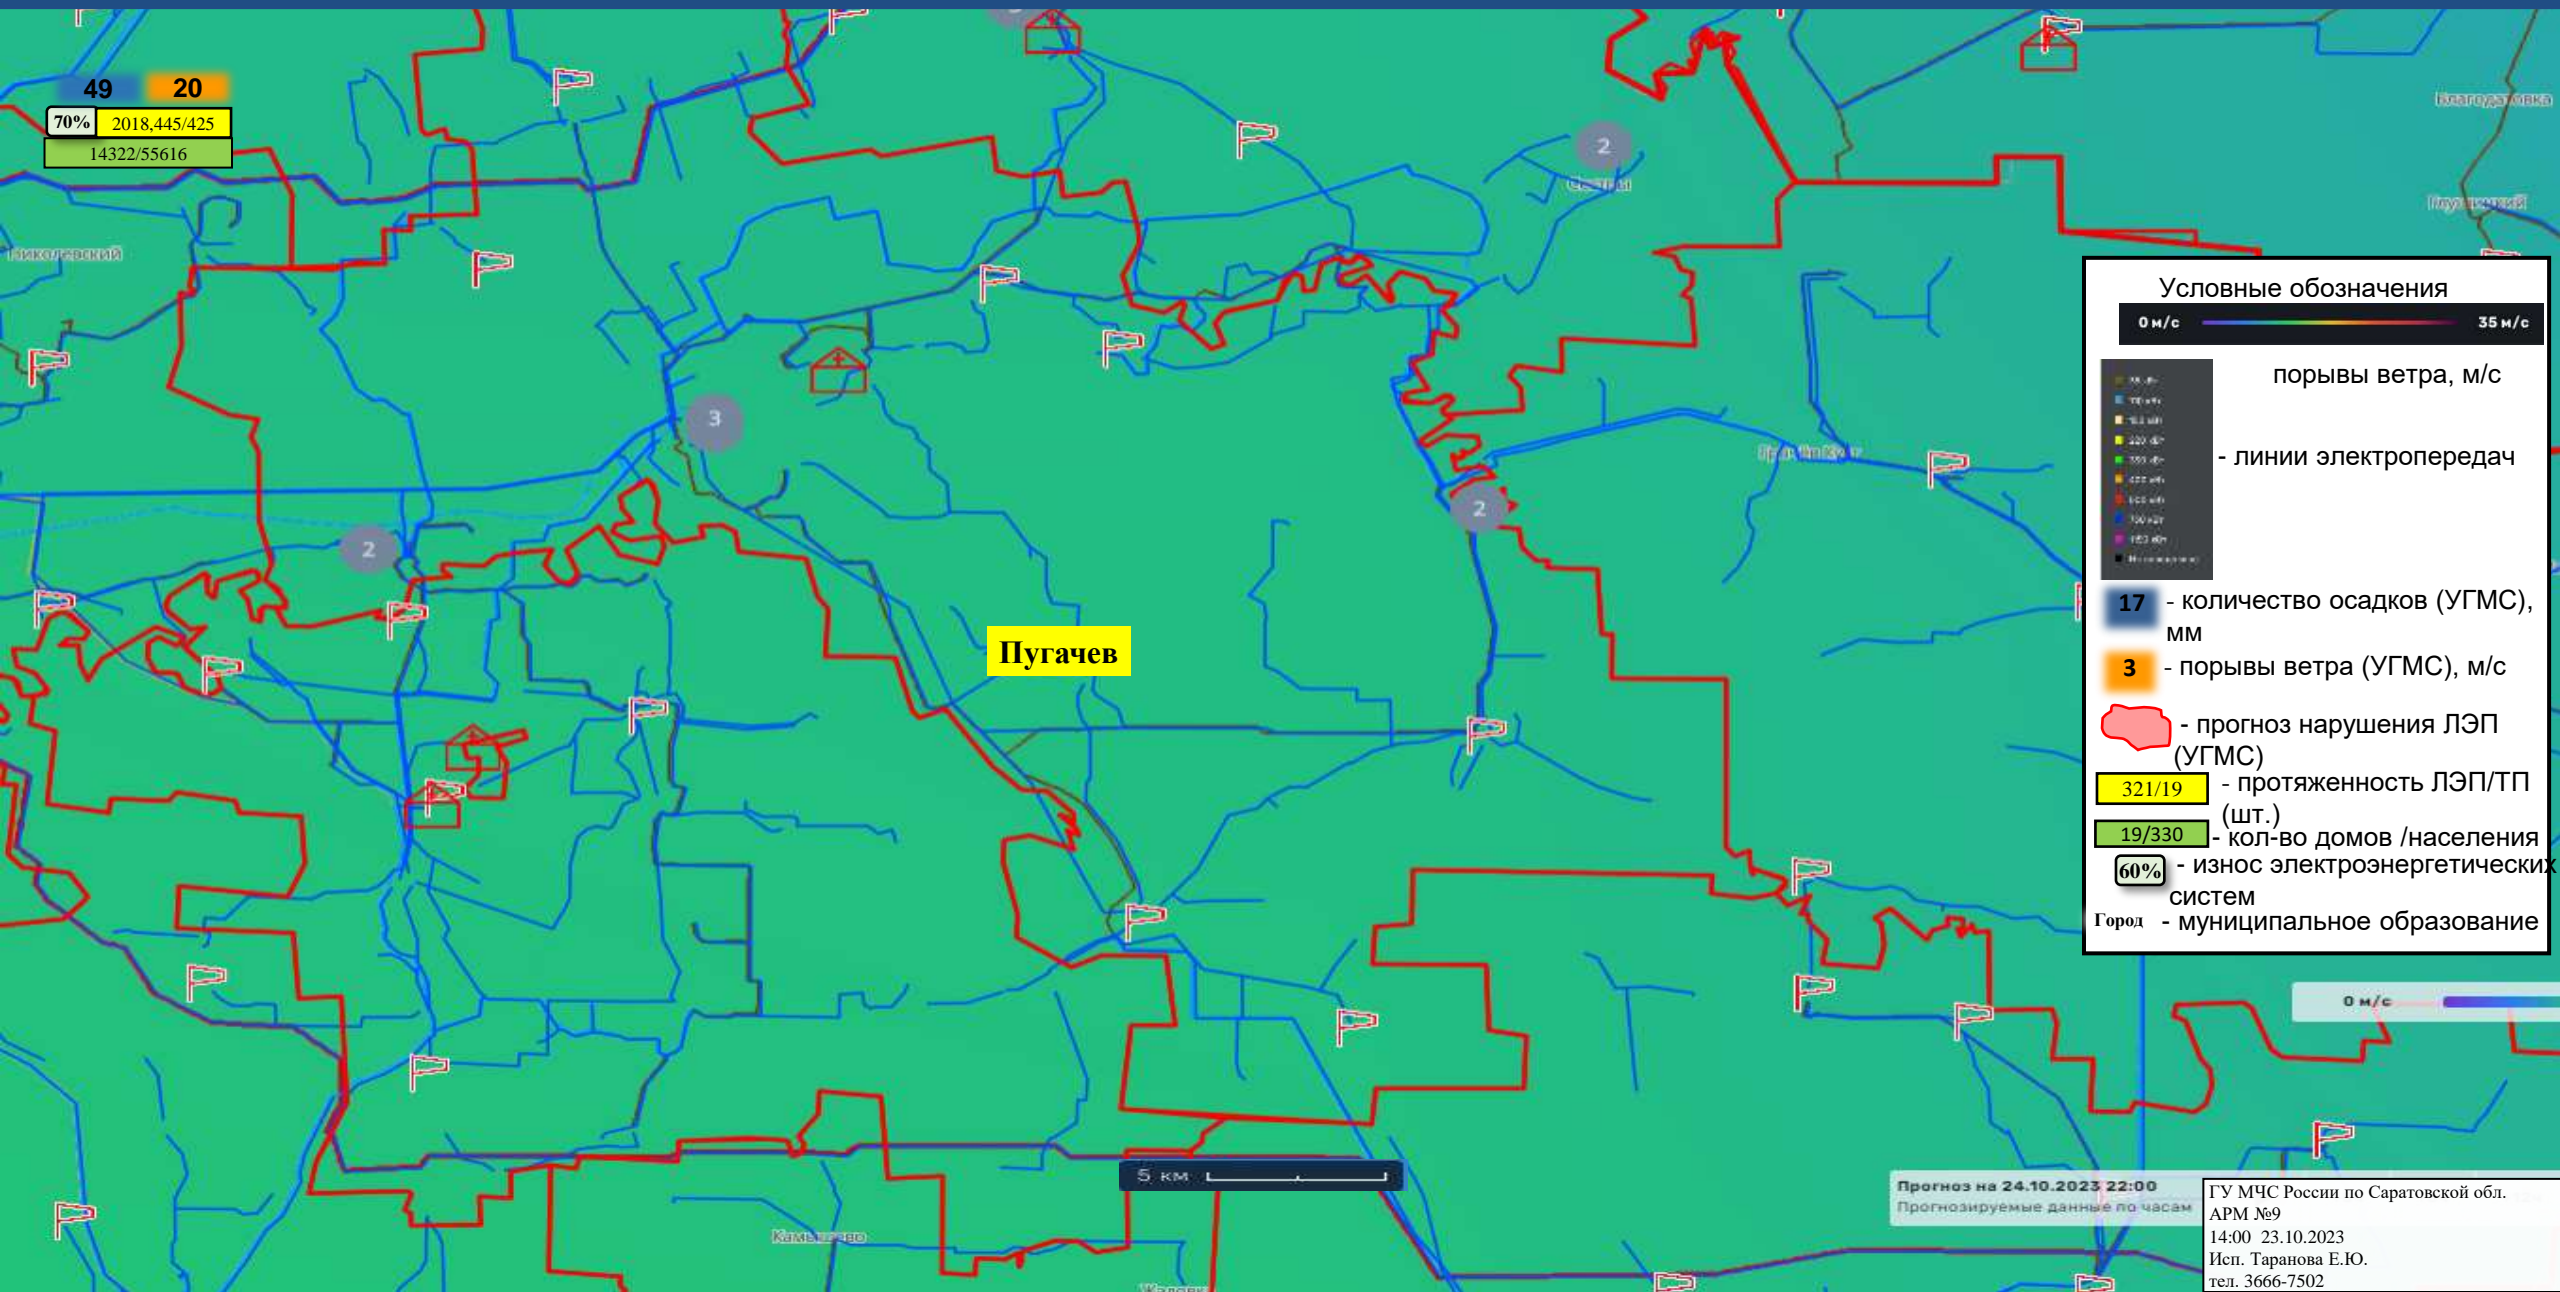 49
20
70%
2018,445/425
14322/55616
2
Николевский
3
2
2
Камышево
Пугачев
5 км
Условные обозначения
0 м/с
35 м/с
порывы ветра, м/с
- линии электропередач
17
- количество осадков (УГМС),
мм
3
- порывы ветра (УГМС), м/с
- прогноз нарушения ЛЭП
(УГМС)
321/19
- протяженность ЛЭП/ТП
(шт.)
19/330
- кол-во домов /населения
60%
- износ электроэнергетических
систем
Город
- муниципальное образование
0 м/с
Прогноз на 24.10.2023 22:00
Прогнозируемые данные по часам
ГУ МЧС России по Саратовской обл.
АРМ №9
14:00 23.10.2023
Исп. Таранова Е.Ю.
тел. 3666-7502